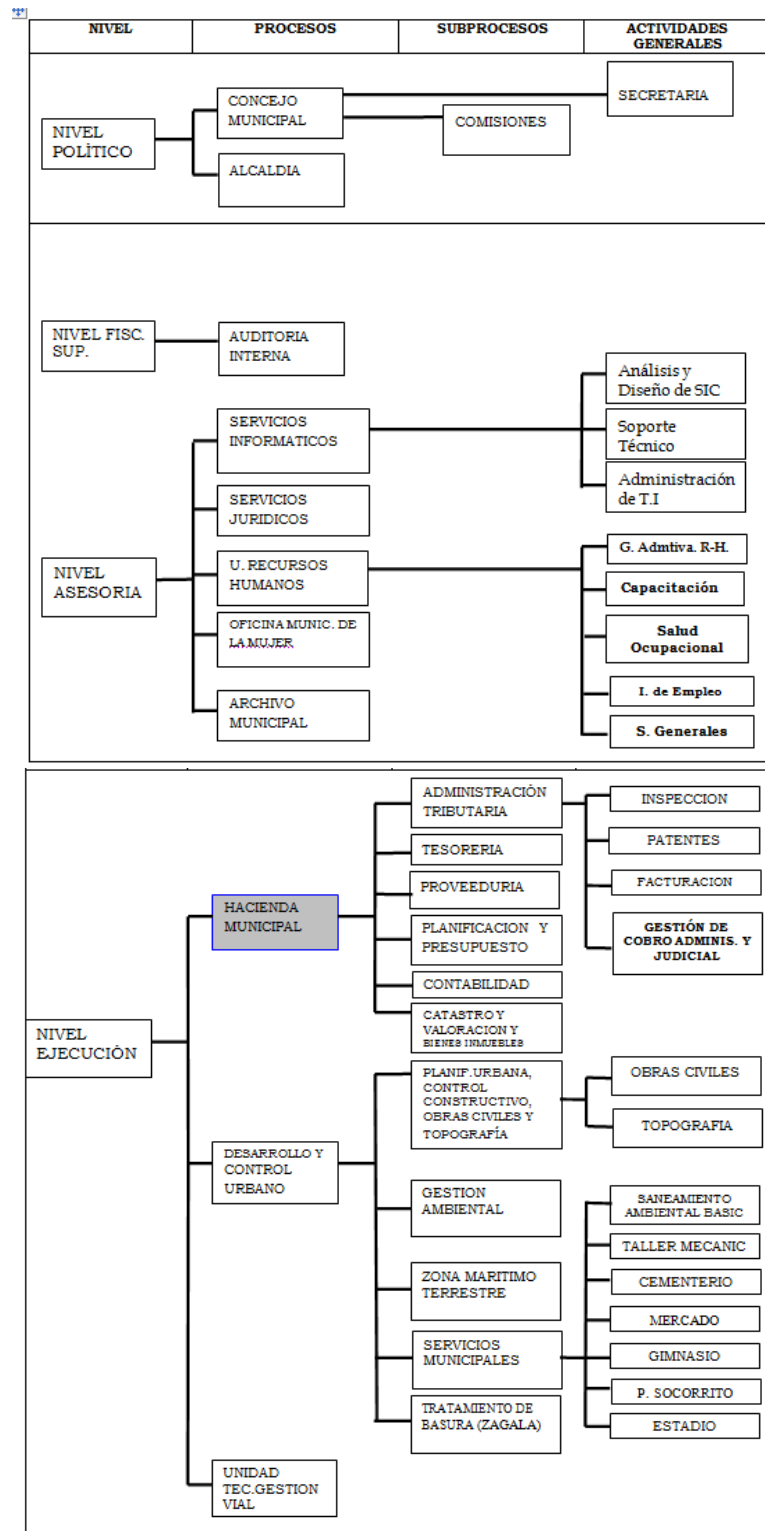 NIVEL
PROCESOS
SUBPROCESOS
ACTIVIDADES
GENERALES
NIVEL
POLÌTICO
CONCEJO
MUNICIPAL
ALCALDIA
COMISIONES
SECRETARIA
NIVEL FISC.
SUP.
AUDITORIA
INTERNA
NIVEL
ASESORIA
SERVICIOS
INFORMATICOS
Análisis y
Diseño de SIC
Soporte
Técnico
Administración
de T.I
SERVICIOS
JURIDICOS
U. RECURSOS
HUMANOS
G. Admtiva. R-H.
Capacitación
Salud
Ocupacional
I. de Empleo
S. Generales
OFICINA MUNIC. DE
LA MUJER
ARCHIVO
MUNICIPAL
NIVEL
EJECUCIÓN
HACIENDA
MUNICIPAL
ADMINISTRACIÓN
TRIBUTARIA
INSPECCION
PATENTES
FACTURACION
GESTIÓN DE
COBRO ADMINIS. Y
JUDICIAL
TESORERIA
PROVEEDURIA
PLANIFICACION Y
PRESUPUESTO
CONTABILIDAD
CATASTRO Y
VALORACION Y
BIENES INMUEBLES
DESARROLLO Y
CONTROL
URBANO
PLANIF.URBANA,
CONTROL
CONSTRUCTIVO,
OBRAS CIVILES Y
TOPOGRAFÍA
OBRAS CIVILES
TOPOGRAFIA
GESTION
AMBIENTAL
ZONA MARITIMO
TERRESTRE
SERVICIOS
MUNICIPALES
SANEAMIENTO
AMBIENTAL BASIC
TALLER MECANIC
CEMENTERIO
MERCADO
GIMNASIO
P. SOCORRITO
ESTADIO
TRATAMIENTO DE
BASURA (ZAGALA)
UNIDAD
TEC.GESTION
VIAL